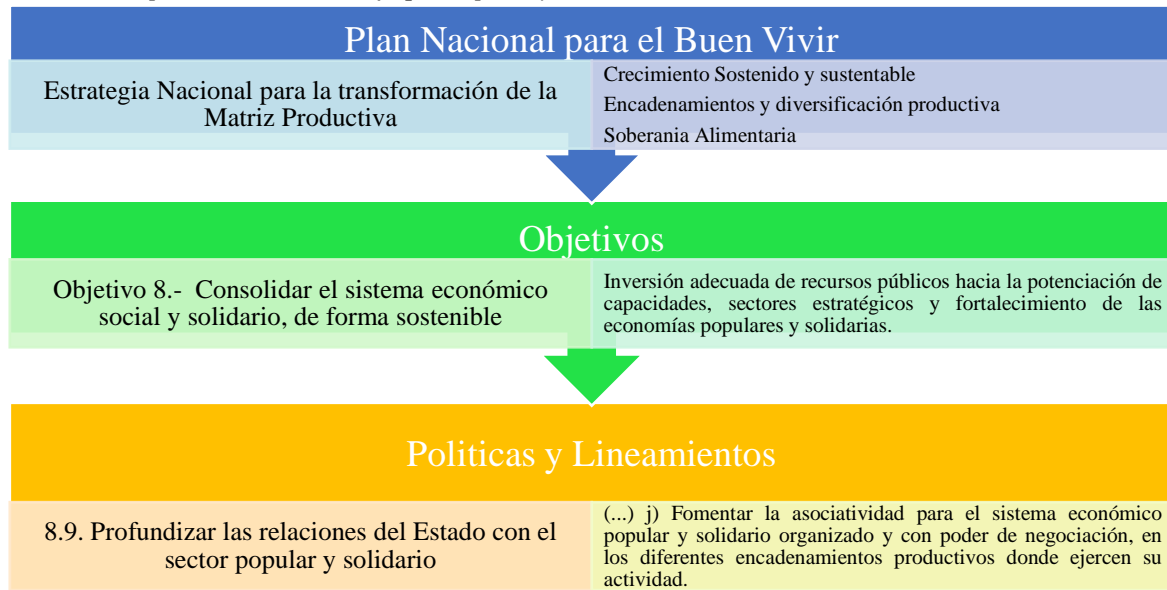 Plan Nacional para el Buen Vivir
Estrategia Nacional para la transformación de la
Matriz Productiva
Crecimiento Sostenido y sustentable
Encadenamientos y diversificación productiva
Soberania Alimentaria
Objetivos
Objetivo 8.- Consolidar el sistema económico
social y solidario, de forma sostenible
Inversión adecuada de recursos públicos hacia la potenciación de
capacidades, sectores estratégicos y fortalecimiento de las
economías populares y solidarias.
Politicas y Lineamientos
8.9. Profundizar las relaciones del Estado con el
sector popular y solidario
(...) j) Fomentar la asociatividad para el sistema económico
popular y solidario organizado y con poder de negociación, en
los diferentes encadenamientos productivos donde ejercen su
actividad.